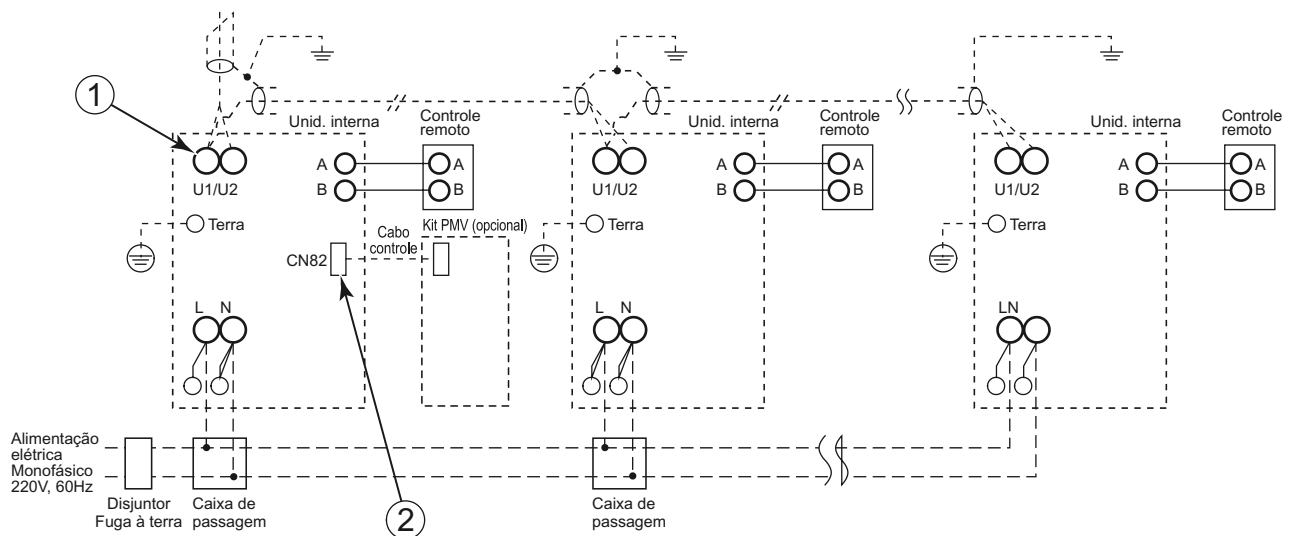 1
Unid. interna
Controle
remoto
Unid. interna
Controle
remoto
Unid. interna
Controle
remoto
A
A
A
A
A
A
U1/U2
B
B
U1/U2
B
B
U1/U2
B
B
Terra
Cabo
controle
Kit PMV (opcional)
Terra
Terra
CN82
L N
L N
LN
Alimentação
elétrica
Monofásico
220V, 60Hz
Disjuntor
Fuga à terra
Caixa de
passagem
2
Caixa de
passagem